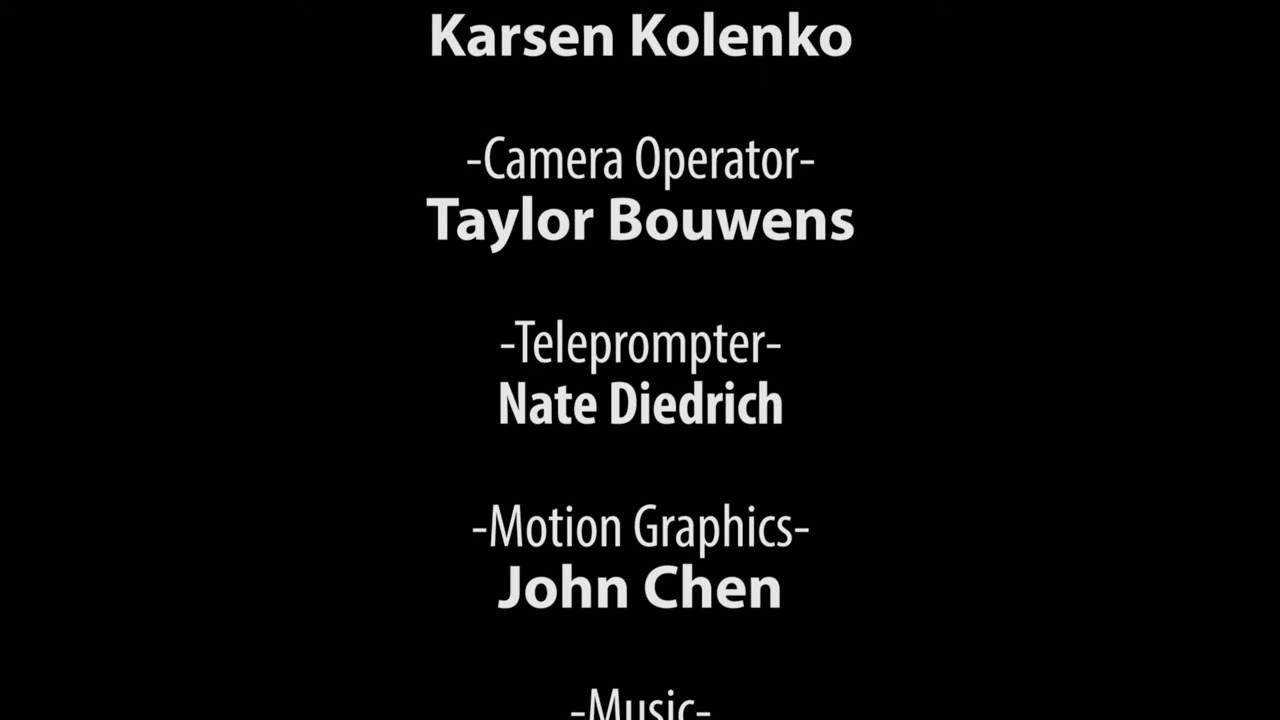 Karsen Kolenko
-Camera Operator-
Taylor Bouwens
-Teleprompter-
Nate Diedrich
-Motion Graphics-
John Chen
-Music-